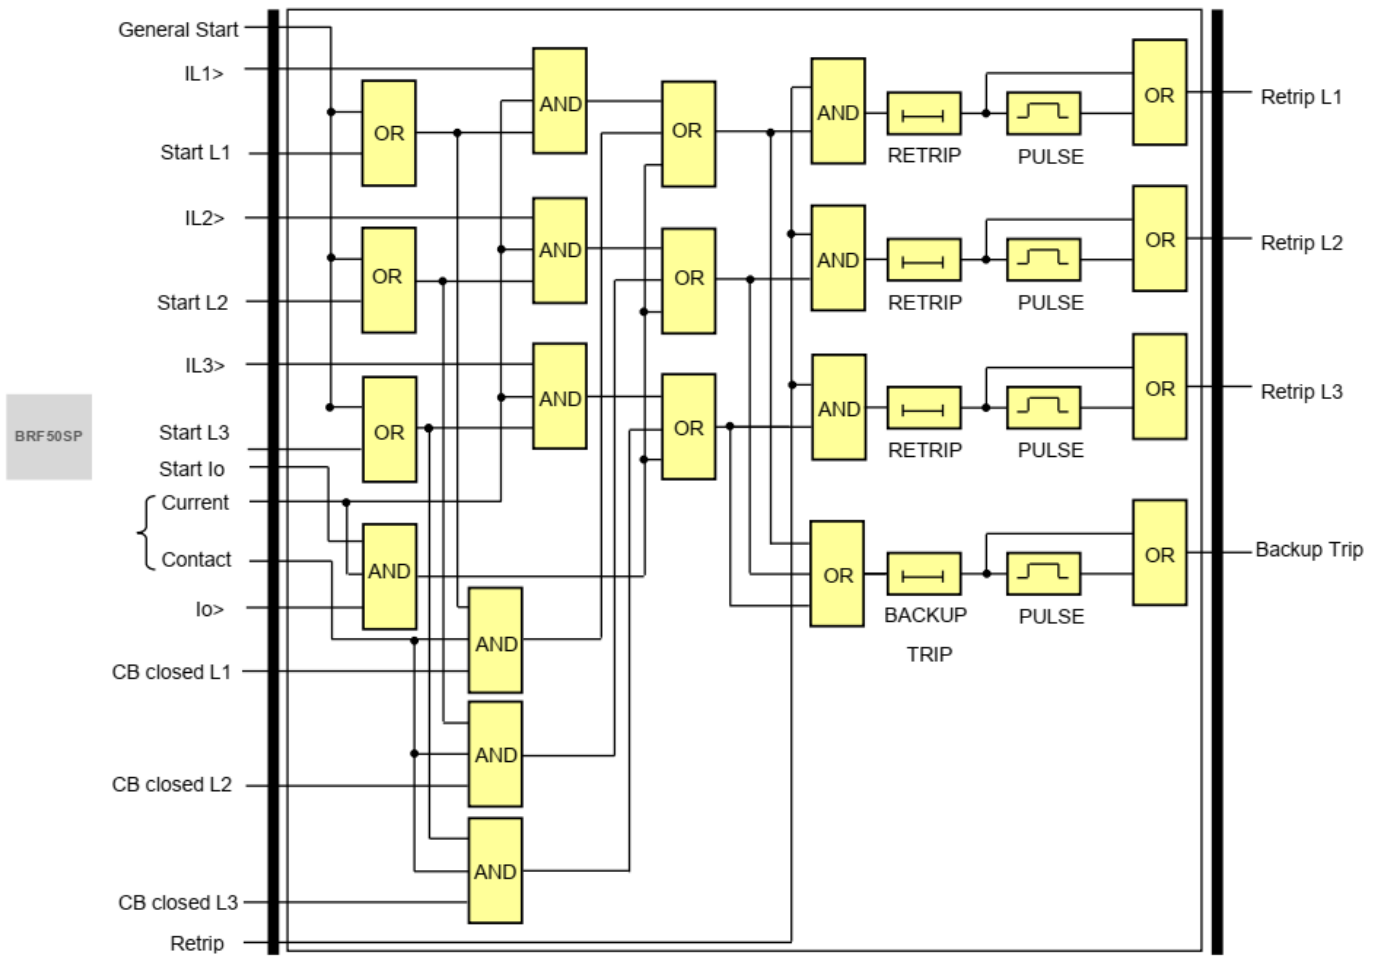 General Start
IL1>
AND
AND
OR
OR
OR
Retrip L1
OR
Start L1
RETRIP
PULSE
IL2>
AND
AND
OR
OR
OR
Retrip L2
Start L2
RETRIP
PULSE
IL3>
AND
AND
OR
OR
OR
Retrip L3
BRF50SP
Start L3
RETRIP
PULSE
Start Io
Current
Contact
AND
OR
OR
Backup Trip
Io>
BACKUP
TRIP
PULSE
AND
CB closed L1
AND
CB closed L2
AND
CB closed L3
Retrip